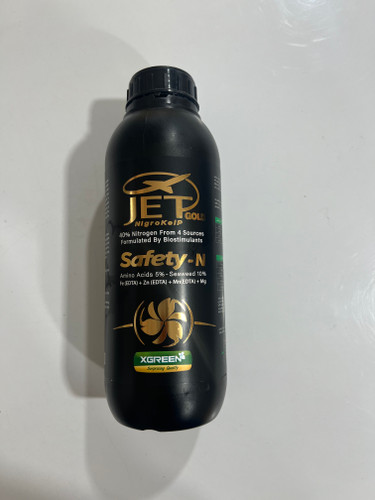 JET
GOLD
NigroKelP
40% Nitrogen From 4 Sources
Formulated By Biostimulants
Safety-N
Amino Acids 5% - Seaweed 10%
Fe (EDTA) + Zn (EDTA) + Mn (EDTA) + Mg
XGREEN